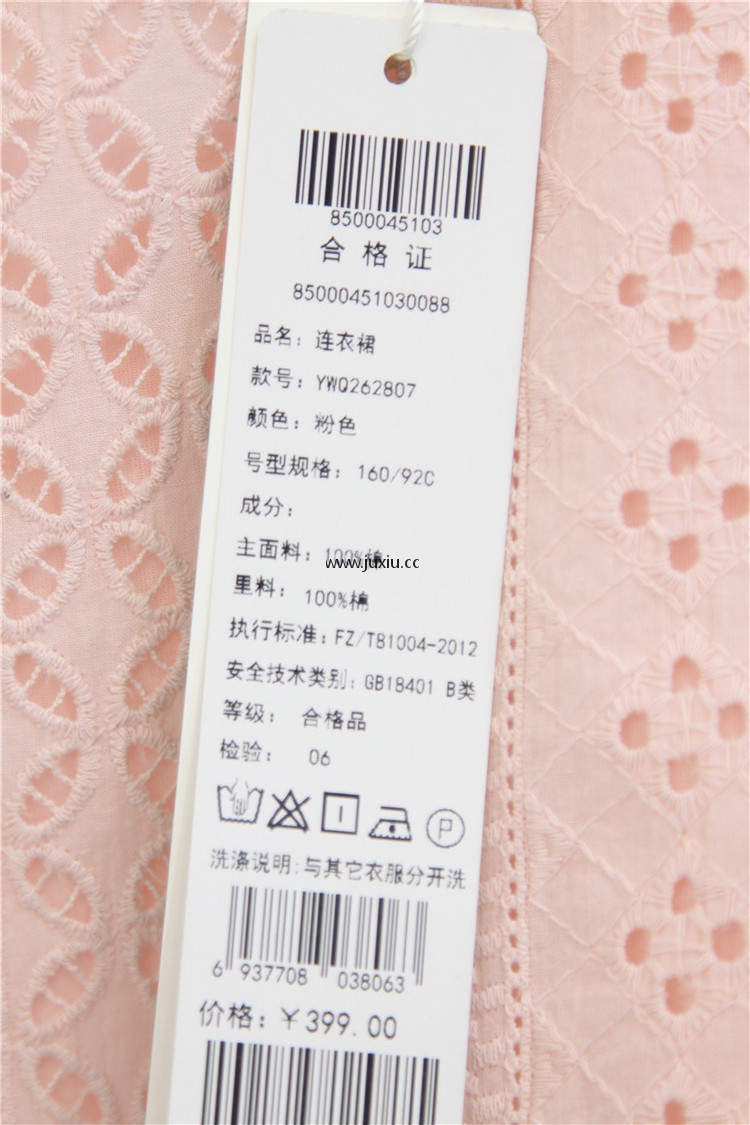 8500045103
合格证
85000451030088
品名：连衣裙
款号：YWQ262807
颜色：粉色
号型规格：160/92C
成分：
主面料：100%棉
www.juxiu.cc
里料：100%棉
执行标准：FZ/T81004-2012
安全技术类别：GB18401 B类
等级：合格品
检验：06
P
洗涤说明:与其它衣服分开洗
6 937708 038063
价格：￥399.00